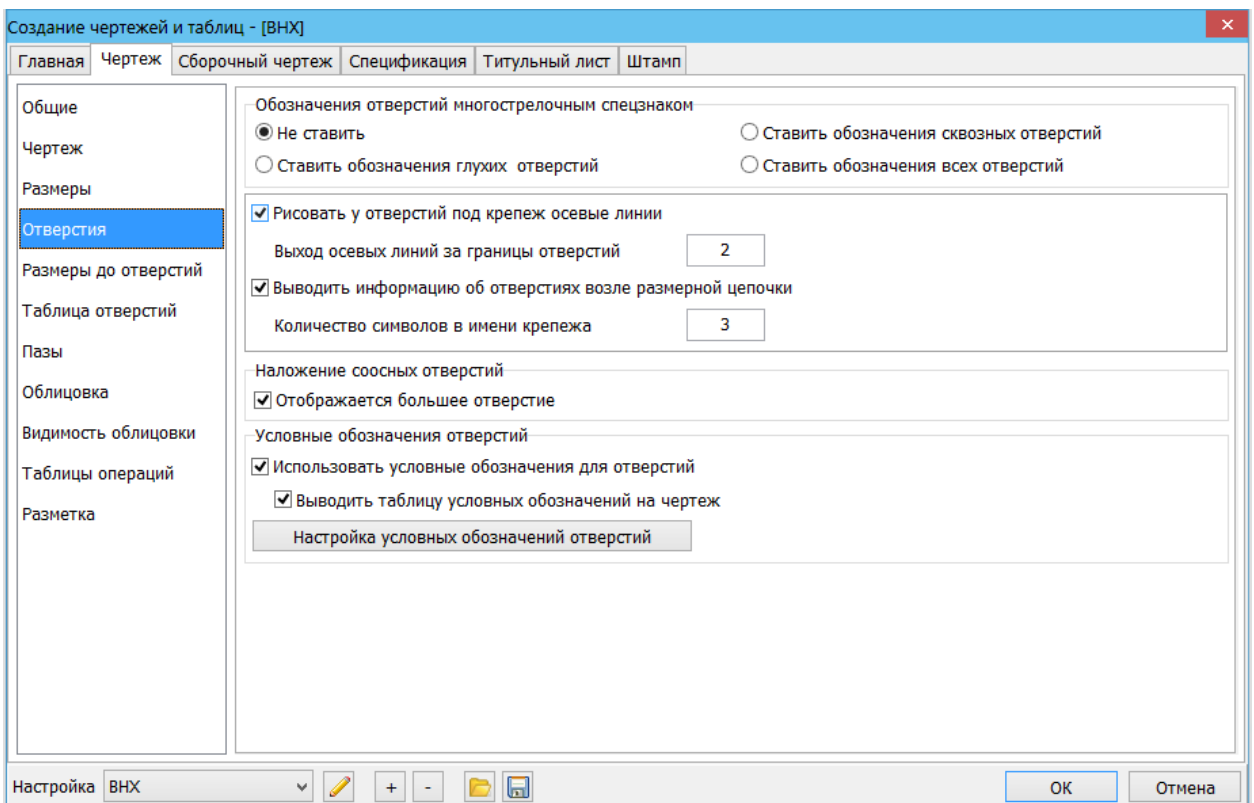 Создание чертежей и таблиц - [ВНХ]
Главная Чертеж Сборочный чертеж Спецификация Титульный лист Штамп
Общие
Чертеж
Размеры
Отверстия
Размеры до отверстий
Таблица отверстий
Пазы
Облицовка
Видимость облицовки
Таблицы операций
Разметка
Обозначения отверстий многострелочным спецзнаком
Не ставить
Ставить обозначения сквозных отверстий
Ставить обозначения глухих отверстий
Ставить обозначения всех отверстий
Рисовать у отверстий под крепеж осевые линии
Выход осевых линий за границы отверстий 2
Выводить информацию об отверстиях возле размерной цепочки
Количество символов в имени крепежа 3
Наложение соосных отверстий
Отображается большее отверстие
Условные обозначения отверстий
Использовать условные обозначения для отверстий
Выводить таблицу условных обозначений на чертеж
Настройка условных обозначений отверстий
Настройка ВНХ + - ОК Отмена